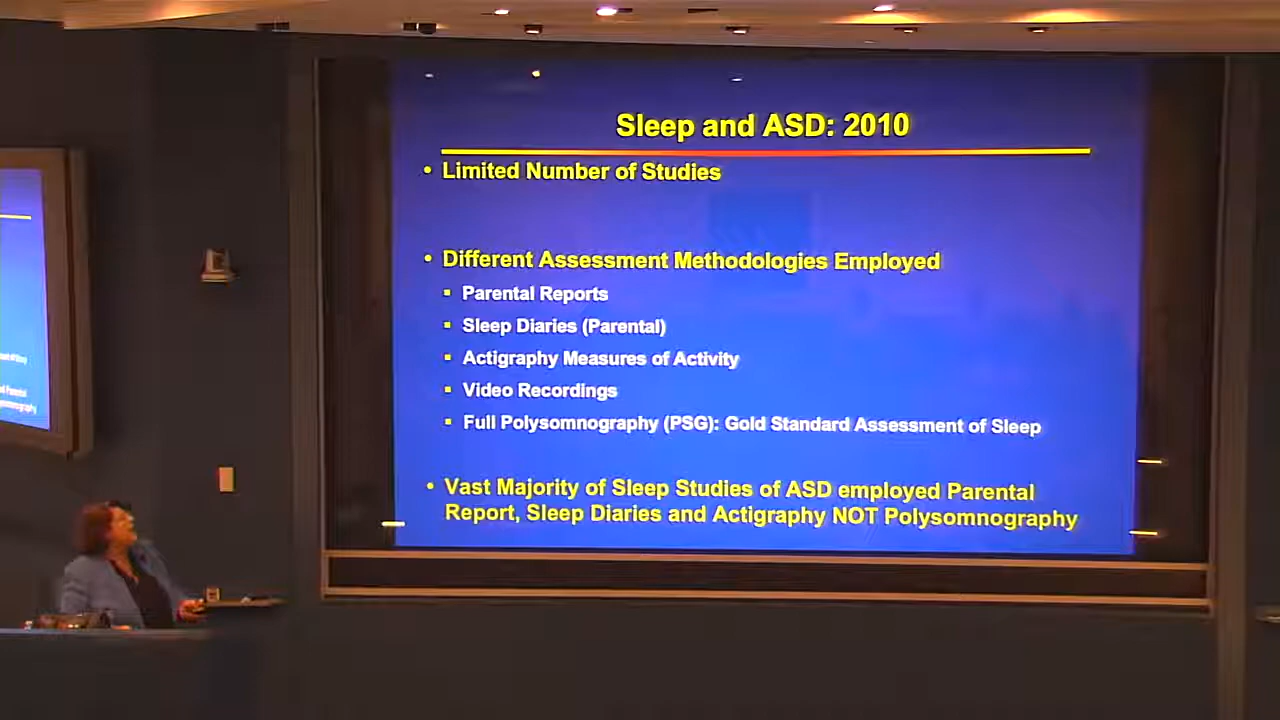 Sleep and ASD: 2010
• Limited Number of Studies
• Different Assessment Methodologies Employed
▪ Parental Reports
▪ Sleep Diaries (Parental)
▪ Actigraphy Measures of Activity
▪ Video Recordings
▪ Full Polysomnography (PSG): Gold Standard Assessment of Sleep
• Vast Majority of Sleep Studies of ASD employed Parental
Report, Sleep Diaries and Actigraphy NOT Polysomnography